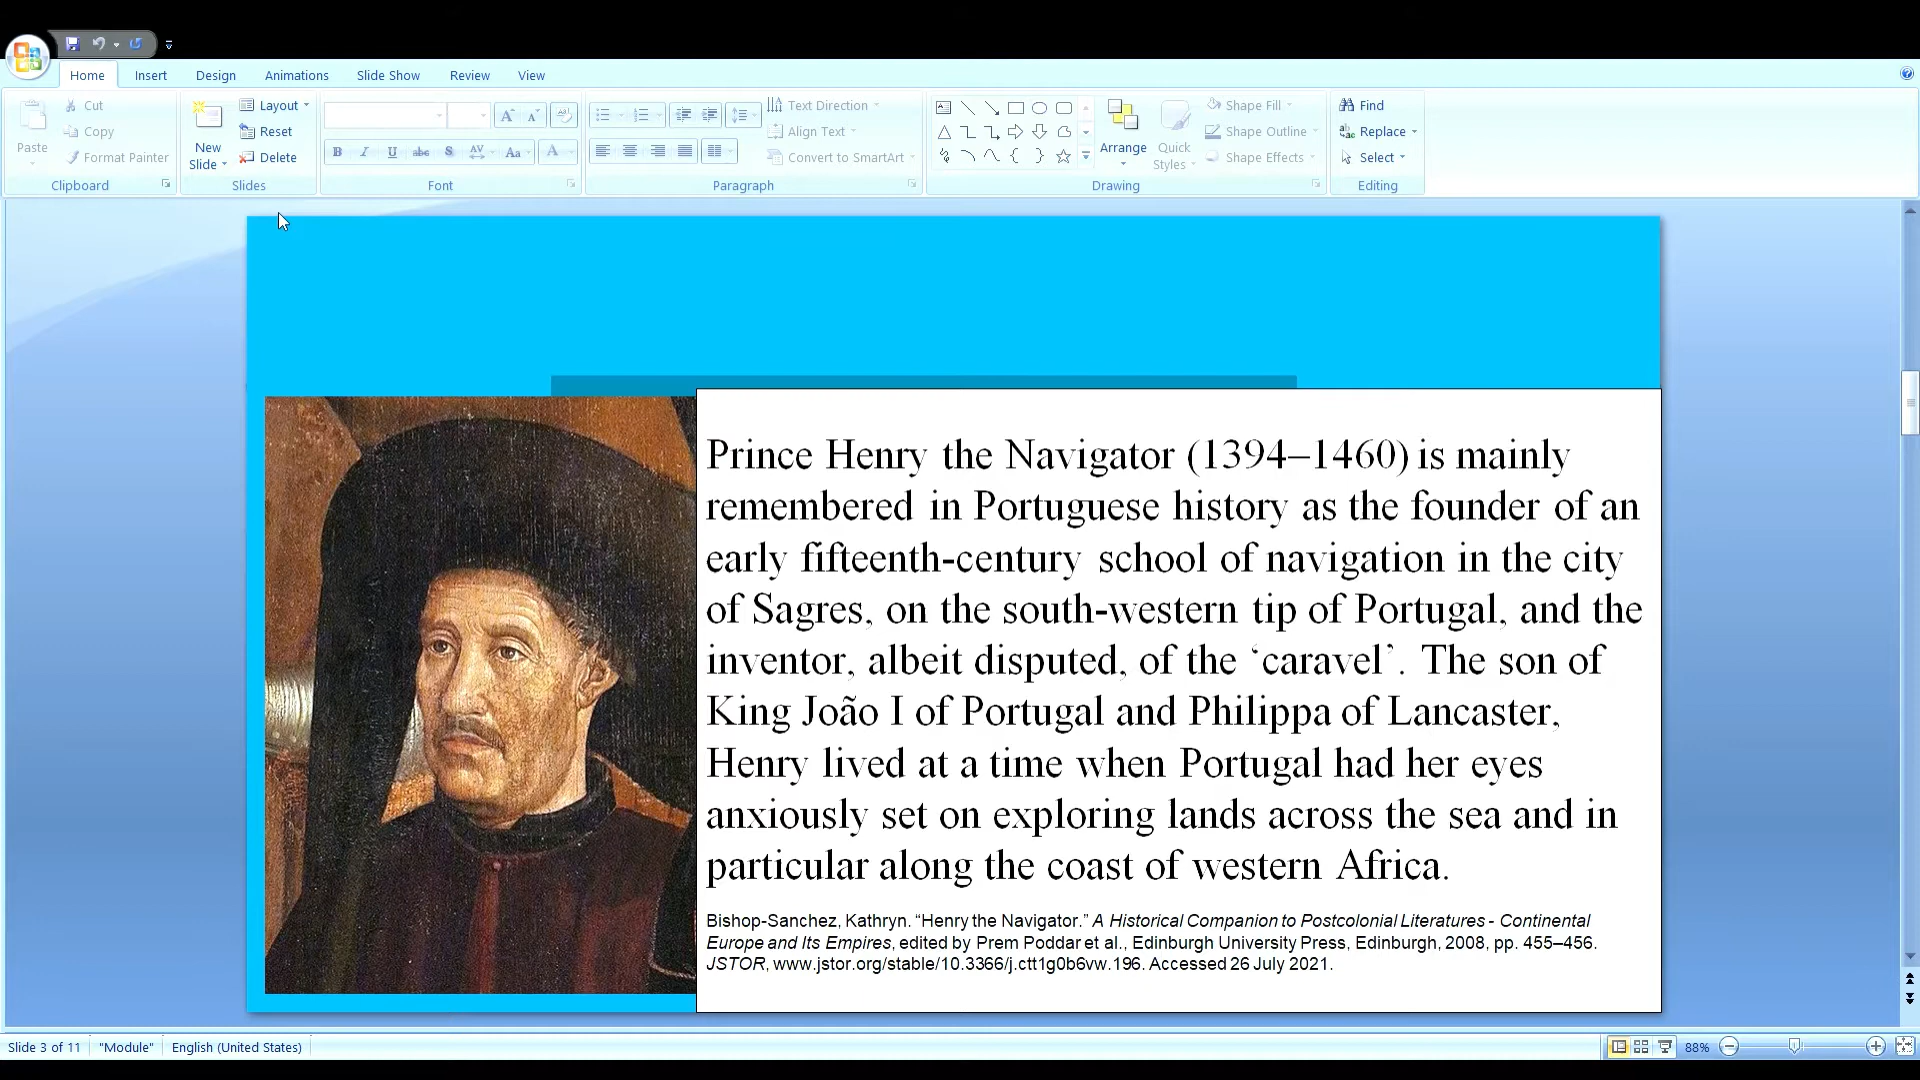 Home Insert Design Animations Slide Show Review View
Paste
Cut
Copy
Format Painter
Clipboard
New
Slide
Layout
Reset
Delete
Slides
B I U abc S AV Aa A
Font
Text Direction
Align Text
Convert to SmartArt
Paragraph
Arrange
Quick
Styles
Shape Fill
Shape Outline
Shape Effects
Drawing
Find
Replace
Select
Editing
Prince Henry the Navigator (1394–1460) is mainly
remembered in Portuguese history as the founder of an
early fifteenth-century school of navigation in the city
of Sagres, on the south-western tip of Portugal, and the
inventor, albeit disputed, of the ‘caravel’. The son of
King João I of Portugal and Philippa of Lancaster,
Henry lived at a time when Portugal had her eyes
anxiously set on exploring lands across the sea and in
particular along the coast of western Africa.
Bishop-Sanchez, Kathryn. “Henry the Navigator.” A Historical Companion to Postcolonial Literatures - Continental
Europe and Its Empires, edited by Prem Poddar et al., Edinburgh University Press, Edinburgh, 2008, pp. 455–456.
JSTOR, www.jstor.org/stable/10.3366/j.ctt1g0b6vw.196. Accessed 26 July 2021.
Slide 3 of 11 "Module" English (United States) 88%